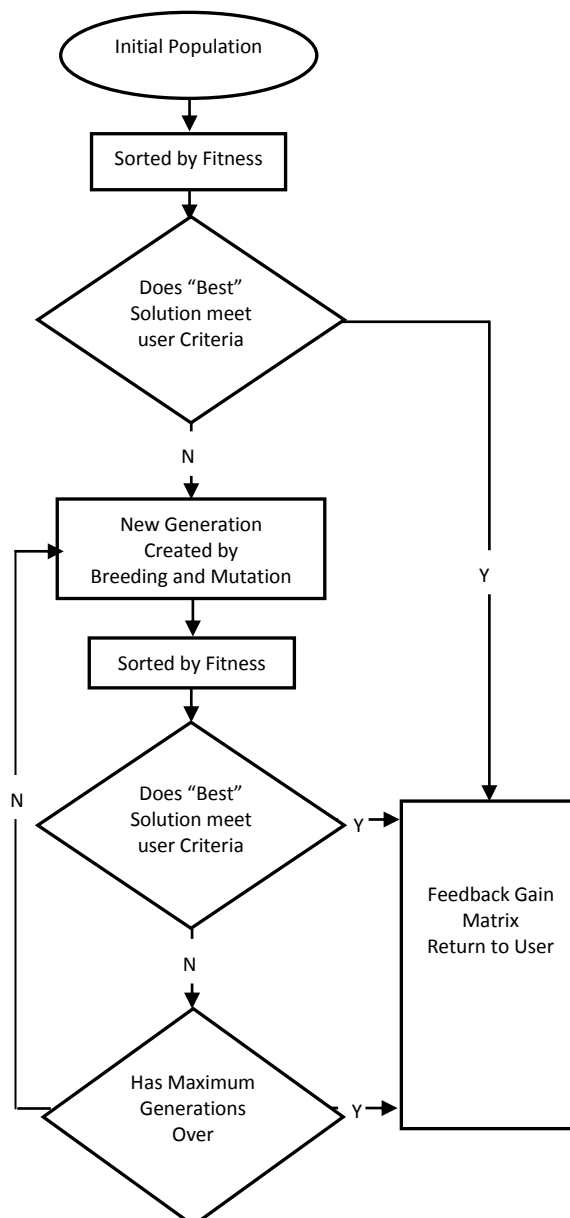 Initial Population
Sorted by Fitness
Does “Best”
Solution meet
user Criteria
N
New Generation
Created by
Breeding and Mutation
Y
Sorted by Fitness
N
Does “Best”
Solution meet
user Criteria
Y
Feedback Gain
Matrix
Return to User
N
Has Maximum
Generations
Over
Y